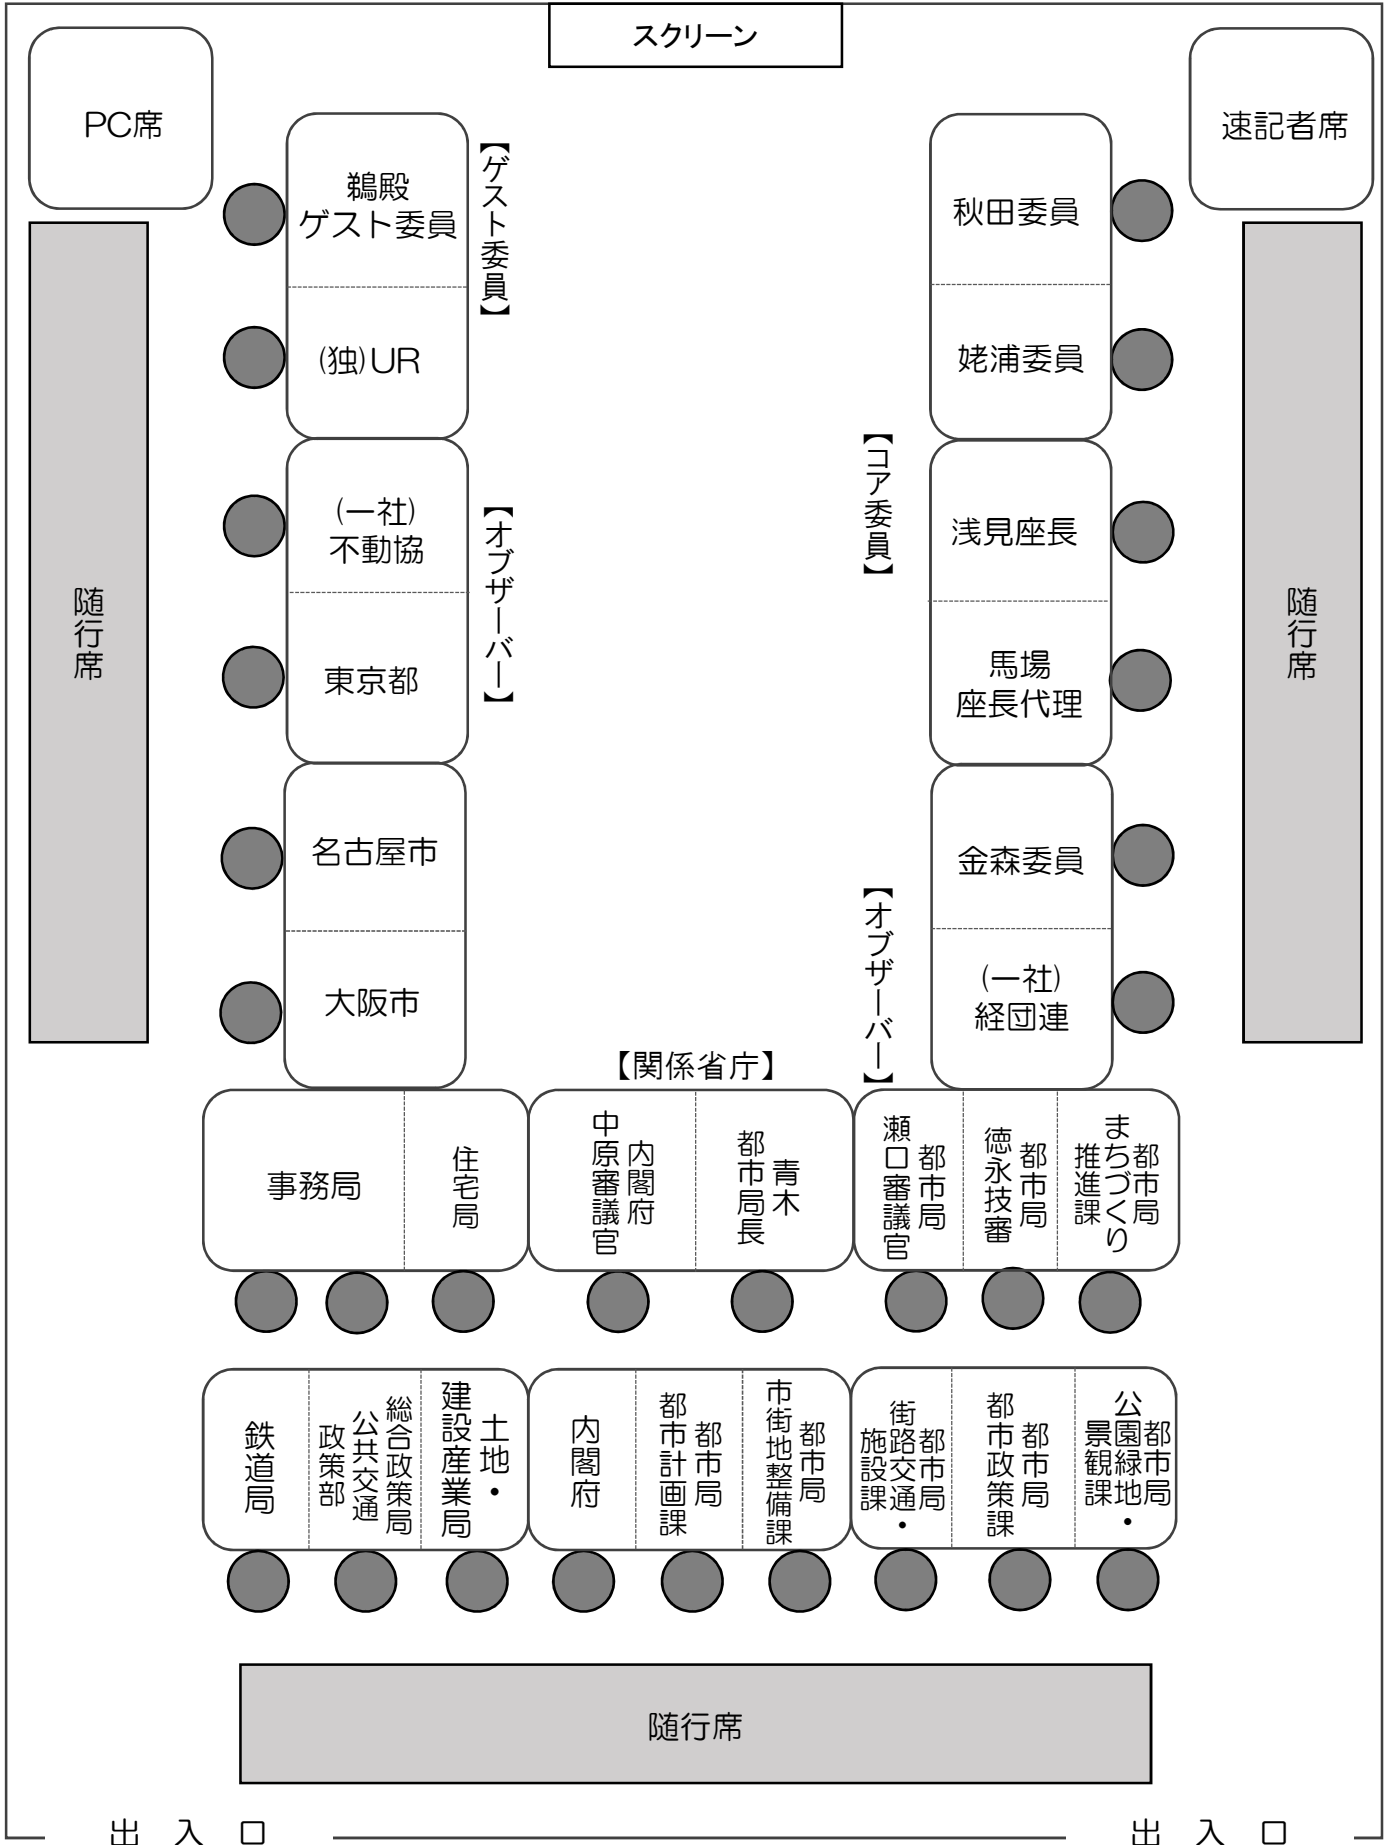 スクリーン
PC席
速記者席
鵜殿
ゲスト委員
(独)UR
【ゲスト委員】
(一社)
不動協
東京都
【オブザーバー】
名古屋市
大阪市
随行席
秋田委員
姥浦委員
【コア委員】
浅見座長
馬場
座長代理
金森委員
(一社)
経団連
【オブザーバー】
随行席
【関係省庁】
事務局
住宅局
内閣府
中原審議官
青木
都市局長
都市局
瀬口審議官
都市局
徳永技審
都市局
まちづくり
推進課
鉄道局
総合政策局
公共交通
政策部
土地・
建設産業局
内閣府
都市局
都市計画課
都市局
市街地整備課
都市局
街路交通・
施設課
都市局
都市政策課
都市局
公園緑地・
景観課
随行席
出 入 口
出 入 口